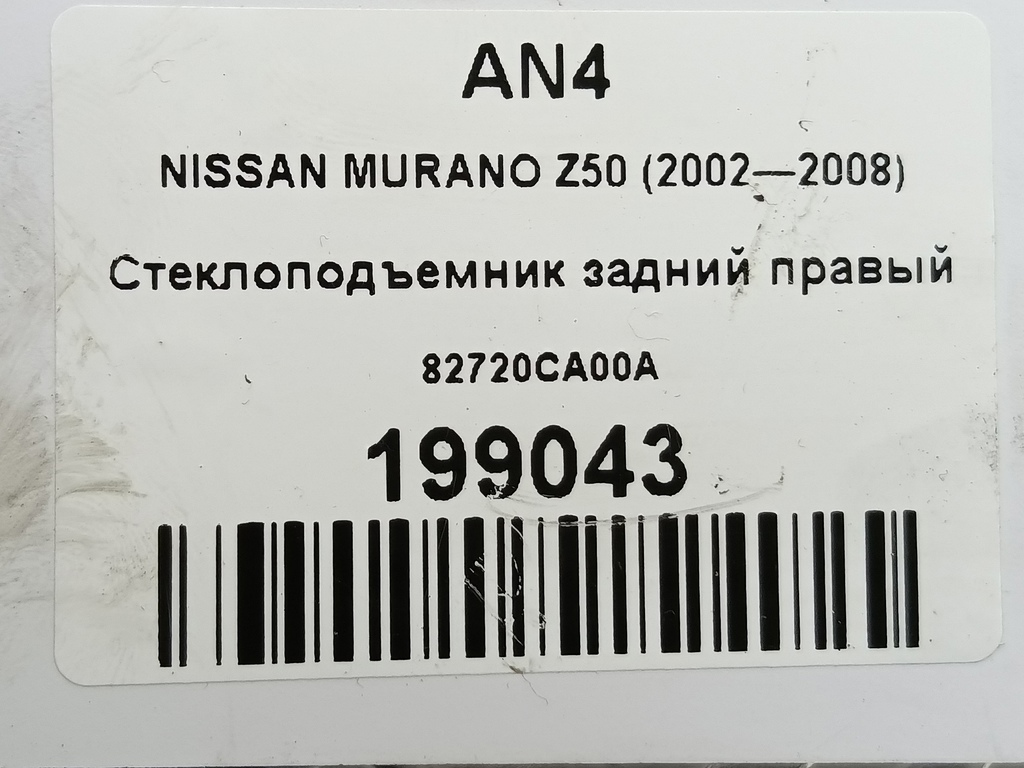 AN4
NISSAN MURANO Z50 (2002—2008)
Стеклоподъемник задний правый
82720CA00A
199043